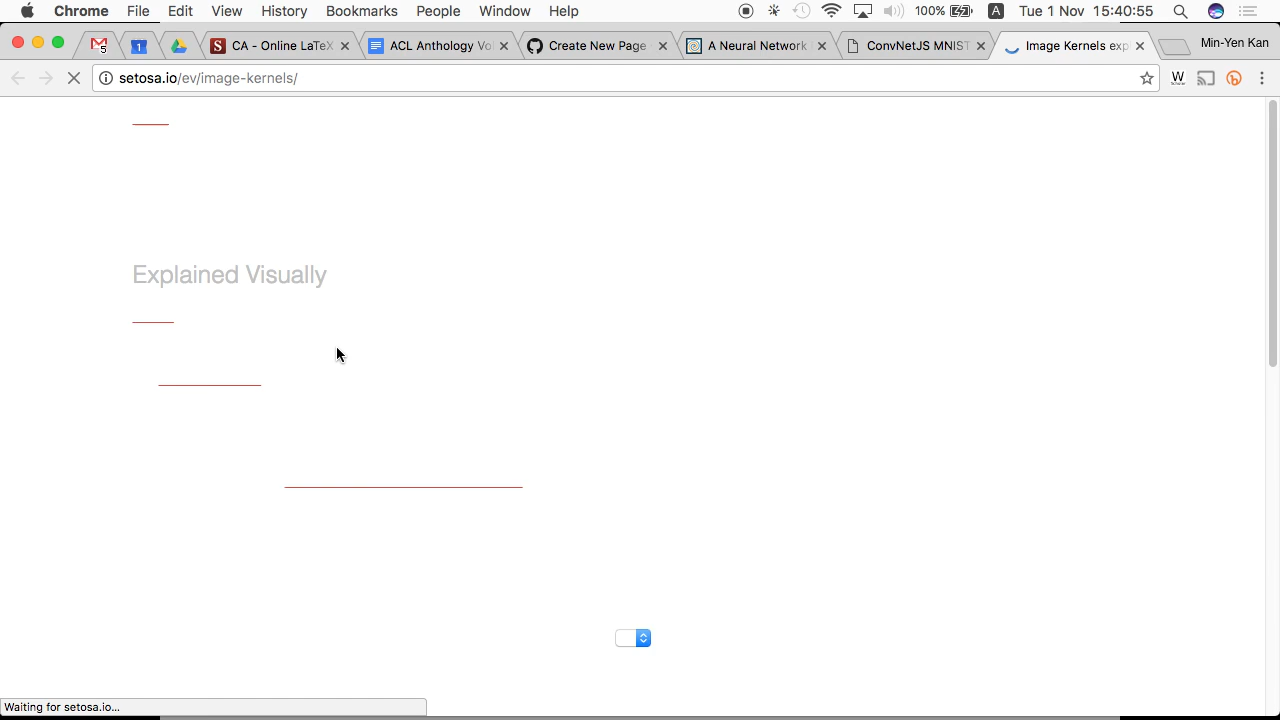 Chrome File Edit View History Bookmarks People Window Help 100% A Tue 1 Nov 15:40:55
5 1 S CA - Online LaTeX ACL Anthology Vo Create New Page A Neural Network ConvNetJS MNIST Image Kernels exp Min-Yen Kan
setosa.io/ev/image-kernels/ W
Explained Visually
Waiting for setosa.io...